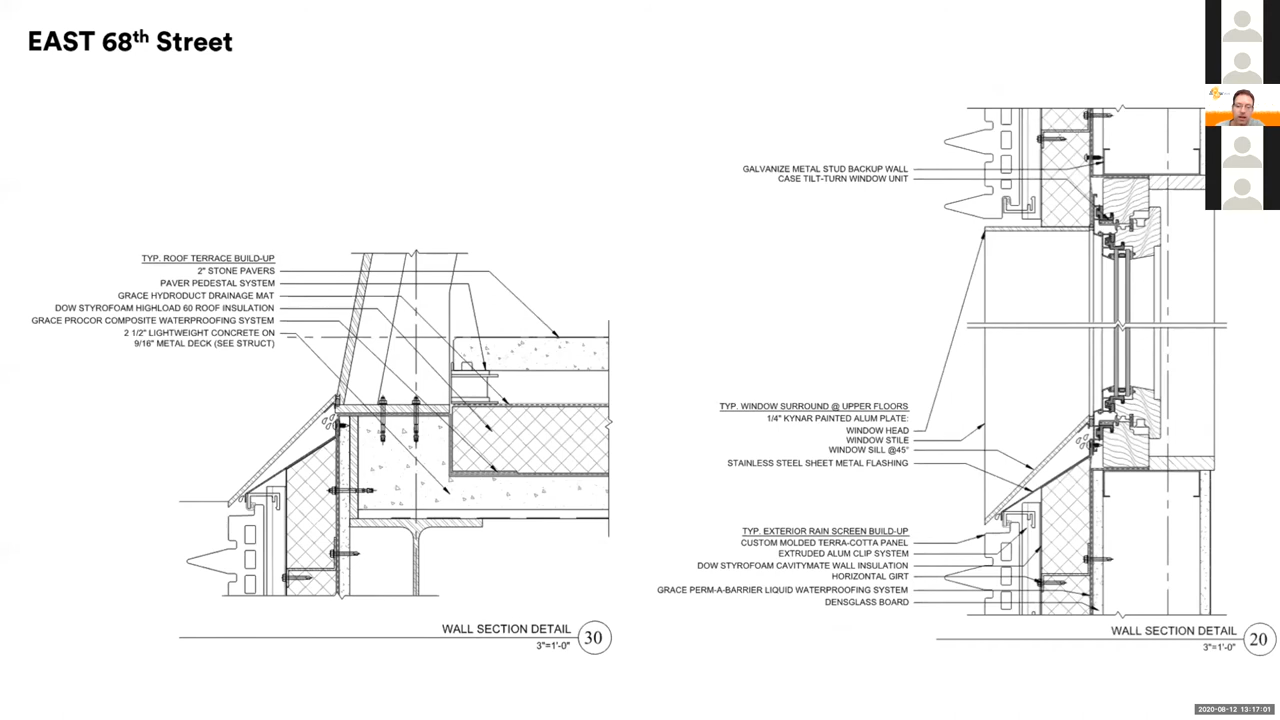 EAST 68th Street
TYP. ROOF TERRACE BUILD-UP
2" STONE PAVERS
PAVER PEDESTAL SYSTEM
GRACE HYDRODUCT DRAINAGE MAT
DOW STYROFOAM HIGHLOAD 60 ROOF INSULATION
GRACE PROCOR COMPOSITE WATERPROOFING SYSTEM
2 1/2" LIGHTWEIGHT CONCRETE ON
9/16" METAL DECK (SEE STRUCT)
WALL SECTION DETAIL
30
3"=1'-0"
GALVANIZE METAL STUD BACKUP WALL
CASE TILT-TURN WINDOW UNIT
TYP. WINDOW SURROUND @ UPPER FLOORS
1/4" KYNAR PAINTED ALUM PLATE:
WINDOW HEAD
WINDOW STILE
WINDOW SILL @45°
STAINLESS STEEL SHEET METAL FLASHING
TYP. EXTERIOR RAIN SCREEN BUILD-UP
CUSTOM MOLDED TERRA-COTTA PANEL
EXTRUDED ALUM CLIP SYSTEM
DOW STYROFOAM CAVITYMATE WALL INSULATION
HORIZONTAL GIRT
GRACE PERM-A-BARRIER LIQUID WATERPROOFING SYSTEM
DENSGLASS BOARD
WALL SECTION DETAIL
20
3"=1'-0"
2020-08-12 13:17:01